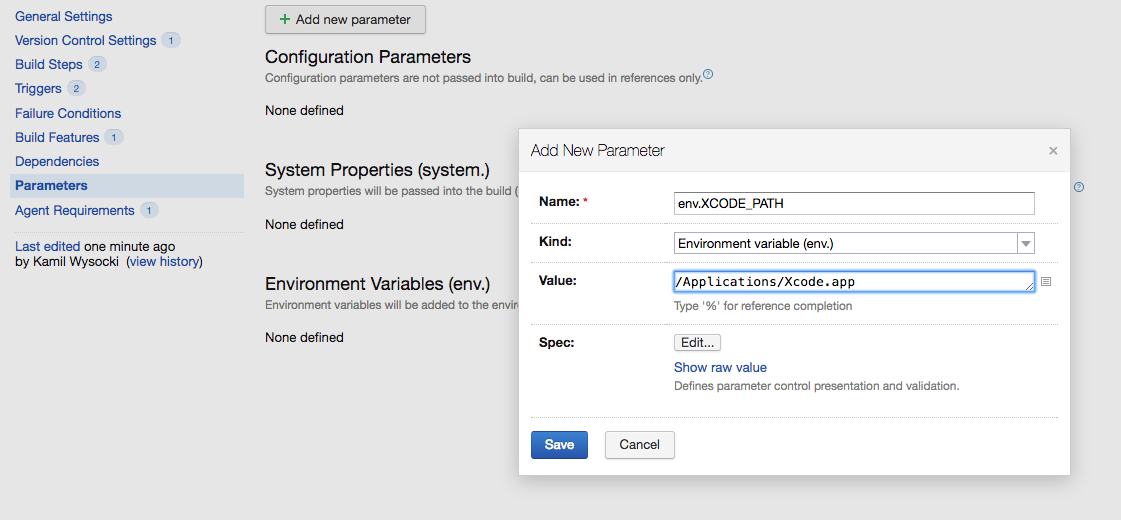 General Settings
Version Control Settings 1
Build Steps 2
Triggers 2
Failure Conditions
Build Features 1
Dependencies
Parameters
Agent Requirements 1
Last edited one minute ago
by Kamil Wysocki (view history)
+ Add new parameter
Configuration Parameters
Configuration parameters are not passed into build, can be used in references only. ?
None defined
System Properties (system.)
System properties will be passed into the build (
?
None defined
Environment Variables (env.)
Environment variables will be added to the envir
None defined
Add New Parameter ×
Name: * env.XCODE_PATH
Kind: Environment variable (env.)
Value: /Applications/Xcode.app
Type '%' for reference completion
Spec: Edit...
Show raw value
Defines parameter control presentation and validation.
Save Cancel